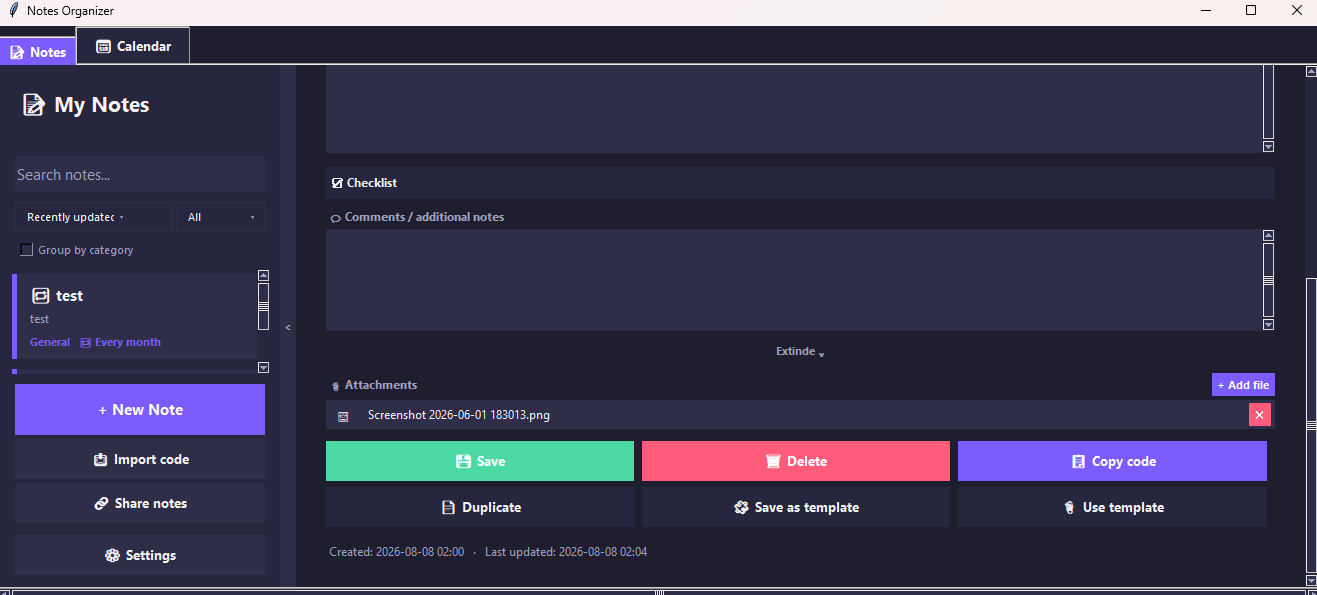 Notes Organizer
Notes
Calendar
My Notes
Search notes...
Recently updated
All
Group by category
test
test
General Every month
+ New Note
Import code
Share notes
Settings
<
Checklist
Comments / additional notes
Extinde
Attachments
+ Add file
Screenshot 2026-06-01 183013.png
Save
Delete
Copy code
Duplicate
Save as template
Use template
Created: 2026-08-08 02:00 · Last updated: 2026-08-08 02:04